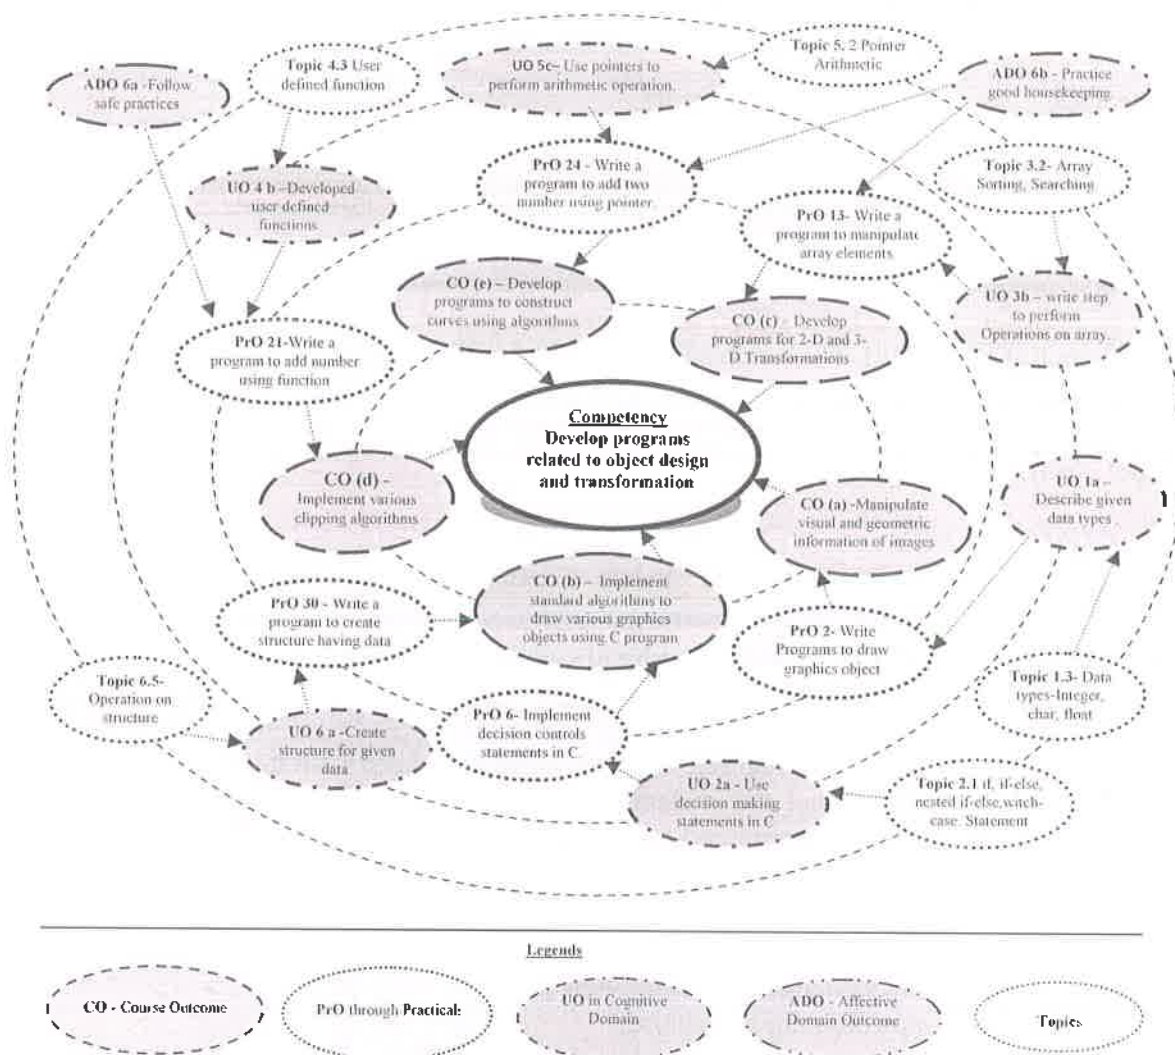 Topic 4.3 User
defined function
UO 5c– Use pointers to
perform arithmetic operation.
Topic 5. 2 Pointer
Arithmetic
ADO 6a -Follow
safe practices
ADO 6b - Practice
good housekeeping.
PrO 24 - Write a
program to add two
number using pointer.
Topic 3.2- Array
Sorting, Searching
UO 4 b –Developed
user defined
functions
PrO 13- Write a
program to manipulate
array elements
CO (e) – Develop
programs to construct
curves using algorithms
CO (c) - Develop
programs for 2-D and 3-
D Transformations
UO 3b – write step
to perform
Operations on array.
PrO 21-Write a
program to add number
using function
Competency
Develop programs
related to object design
and transformation
CO (d) -
Implement various
clipping algorithms
CO (a) -Manipulate
visual and geometric
information of images
UO 1a –
Describe given
data types
CO (b) – Implement
standard algorithms to
draw various graphics
objects using C program
PrO 30 - Write a
program to create
structure having data
PrO 2- Write
Programs to draw
graphics object
Topic 1.3- Data
types-Integer,
char, float
Topic 6.5-
Operation on
structure
PrO 6- Implement
decision controls
statements in C
UO 6 a -Create
structure for given
data
UO 2a - Use
decision making
statements in C
Topic 2.1 if, if-else,
nested if-else,witch-
case. Statement
Legends
CO - Course Outcome
PrO through Practical:
UO in Cognitive
Domain
ADO - Affective
Domain Outcome
Topics